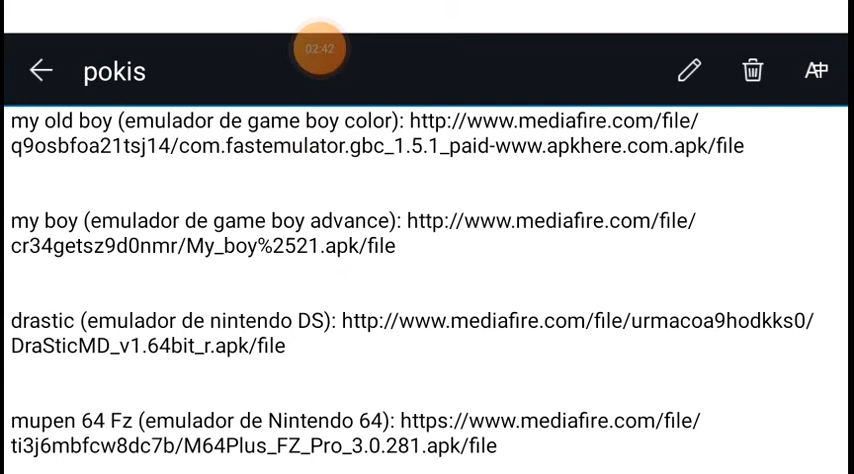 02:42
pokis
my old boy (emulador de game boy color): http://www.mediafire.com/file/
q9osbfoa21tsj14/com.fastemulator.gbc_1.5.1_paid-www.apkhere.com.apk/file
my boy (emulador de game boy advance): http://www.mediafire.com/file/
cr34getsz9d0nmr/My_boy%2521.apk/file
drastic (emulador de nintendo DS): http://www.mediafire.com/file/urmacoa9hodkks0/
DraSticMD_v1.64bit_r.apk/file
mupen 64 Fz (emulador de Nintendo 64): https://www.mediafire.com/file/
ti3j6mbfcw8dc7b/M64Plus_FZ_Pro_3.0.281.apk/file